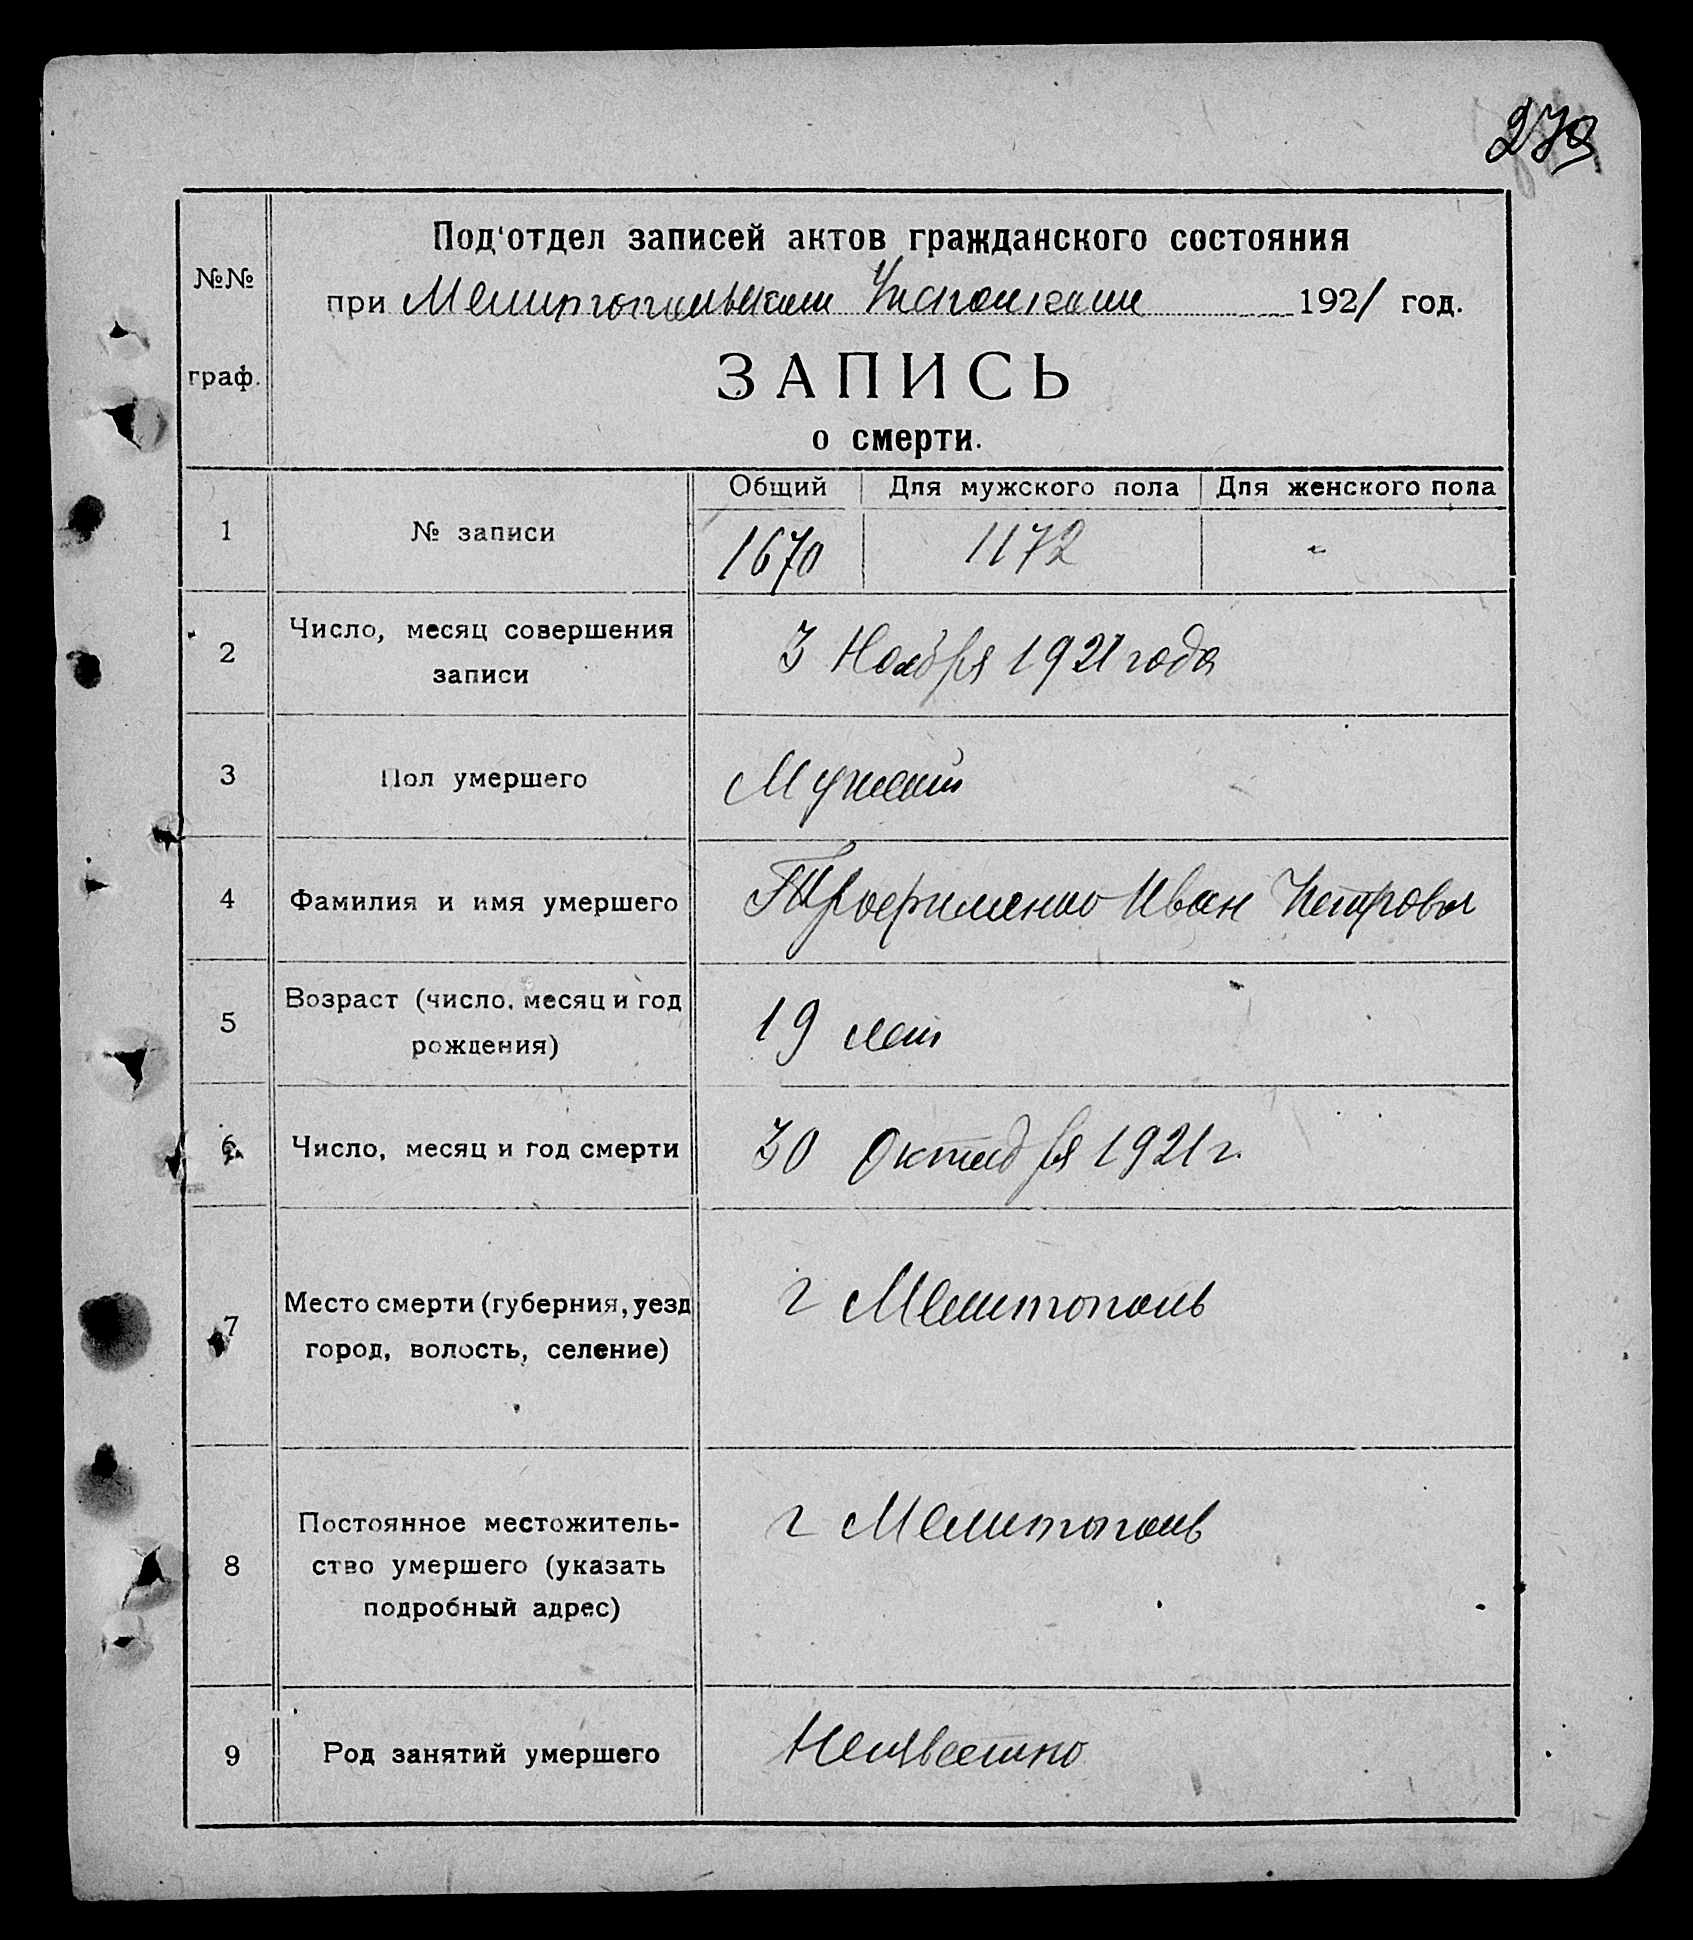 270
Под'отдел записей актов гражданского состояния
№№
при Мелитопольском Уисполкоме 1921 год.
граф.
ЗАПИСЬ
о смерти.
Общий Для мужского пола Для женского пола
1 № записи 1670 1172 "
2 Число, месяц совершения
записи
3 Ноября 1921 года
3 Пол умершего Мужской
4 Фамилия и имя умершего Трофименко Иван Петров
5 Возраст (число, месяц и год
рождения)
19 лет
6 Число, месяц и год смерти 30 Октября 1921 г.
7 Место смерти (губерния, уезд
город, волость, селение)
г Мелитополь
8 Постоянное местожитель-
ство умершего (указать
подробный адрес)
г Мелитополь
9 Род занятий умершего Неизвестно